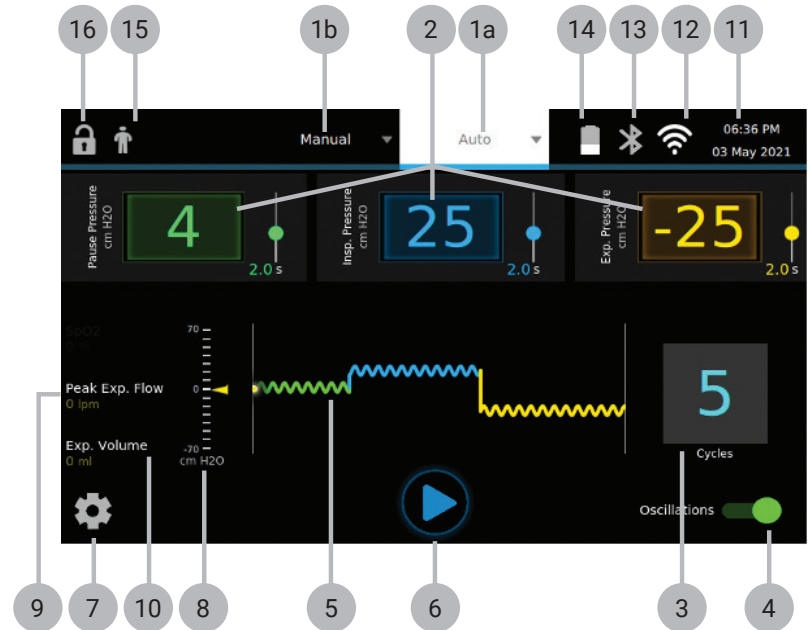 16 15 1b 2 1a 14 13 12 11
Manual
Auto
06:36 PM
03 May 2021
Pause Pressure
cm H2O
4
2.0 s
Insp. Pressure
cm H2O
25
2.0 s
Exp. Pressure
cm H2O
-25
2.0 s
SpO2
0 %
Peak Exp. Flow
0 lpm
Exp. Volume
0 ml
70
0
-70
cm H2O
5
Cycles
Oscillations
9 7 10 8 5 6 3 4